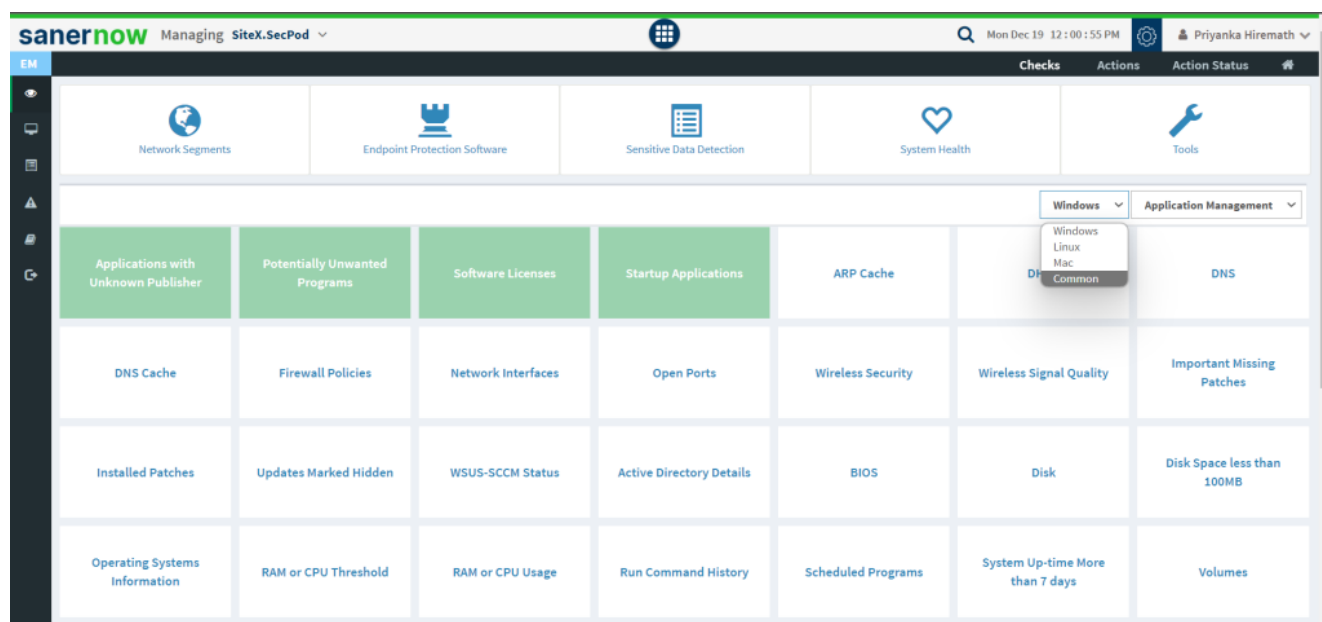 sanernow Managing SiteX.SecPod Mon Dec 19 12:00:55 PM Priyanka Hiremath
EM Checks Actions Action Status
Network Segments Endpoint Protection Software Sensitive Data Detection System Health Tools
Windows Application Management
Windows
Linux
Mac
Common
Applications with Unknown Publisher
Potentially Unwanted Programs
Software Licenses
Startup Applications
ARP Cache
DNS
DNS Cache
Firewall Policies
Network Interfaces
Open Ports
Wireless Security
Wireless Signal Quality
Important Missing Patches
Installed Patches
Updates Marked Hidden
WSUS-SCCM Status
Active Directory Details
BIOS
Disk
Disk Space less than 100MB
Operating Systems Information
RAM or CPU Threshold
RAM or CPU Usage
Run Command History
Scheduled Programs
System Up-time More than 7 days
Volumes